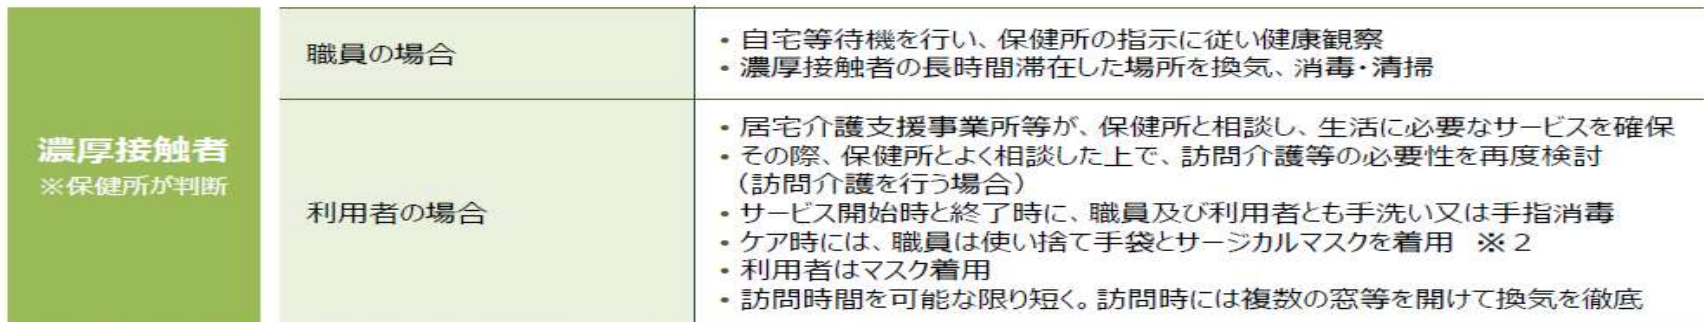 濃厚接触者
※保健所が判断
職員の場合
・自宅等待機を行い、保健所の指示に従い健康観察
・濃厚接触者の長時間滞在した場所を換気、消毒・清掃
利用者の場合
・居宅介護支援事業所等が、保健所と相談し、生活に必要なサービスを確保
・その際、保健所とよく相談した上で、訪問介護等の必要性を再度検討
（訪問介護を行う場合）
・サービス開始時と終了時に、職員及び利用者とも手洗い又は手指消毒
・ケア時には、職員は使い捨て手袋とサージカルマスクを着用　※２
・利用者はマスク着用
・訪問時間を可能な限り短く。訪問時には複数の窓等を開けて換気を徹底